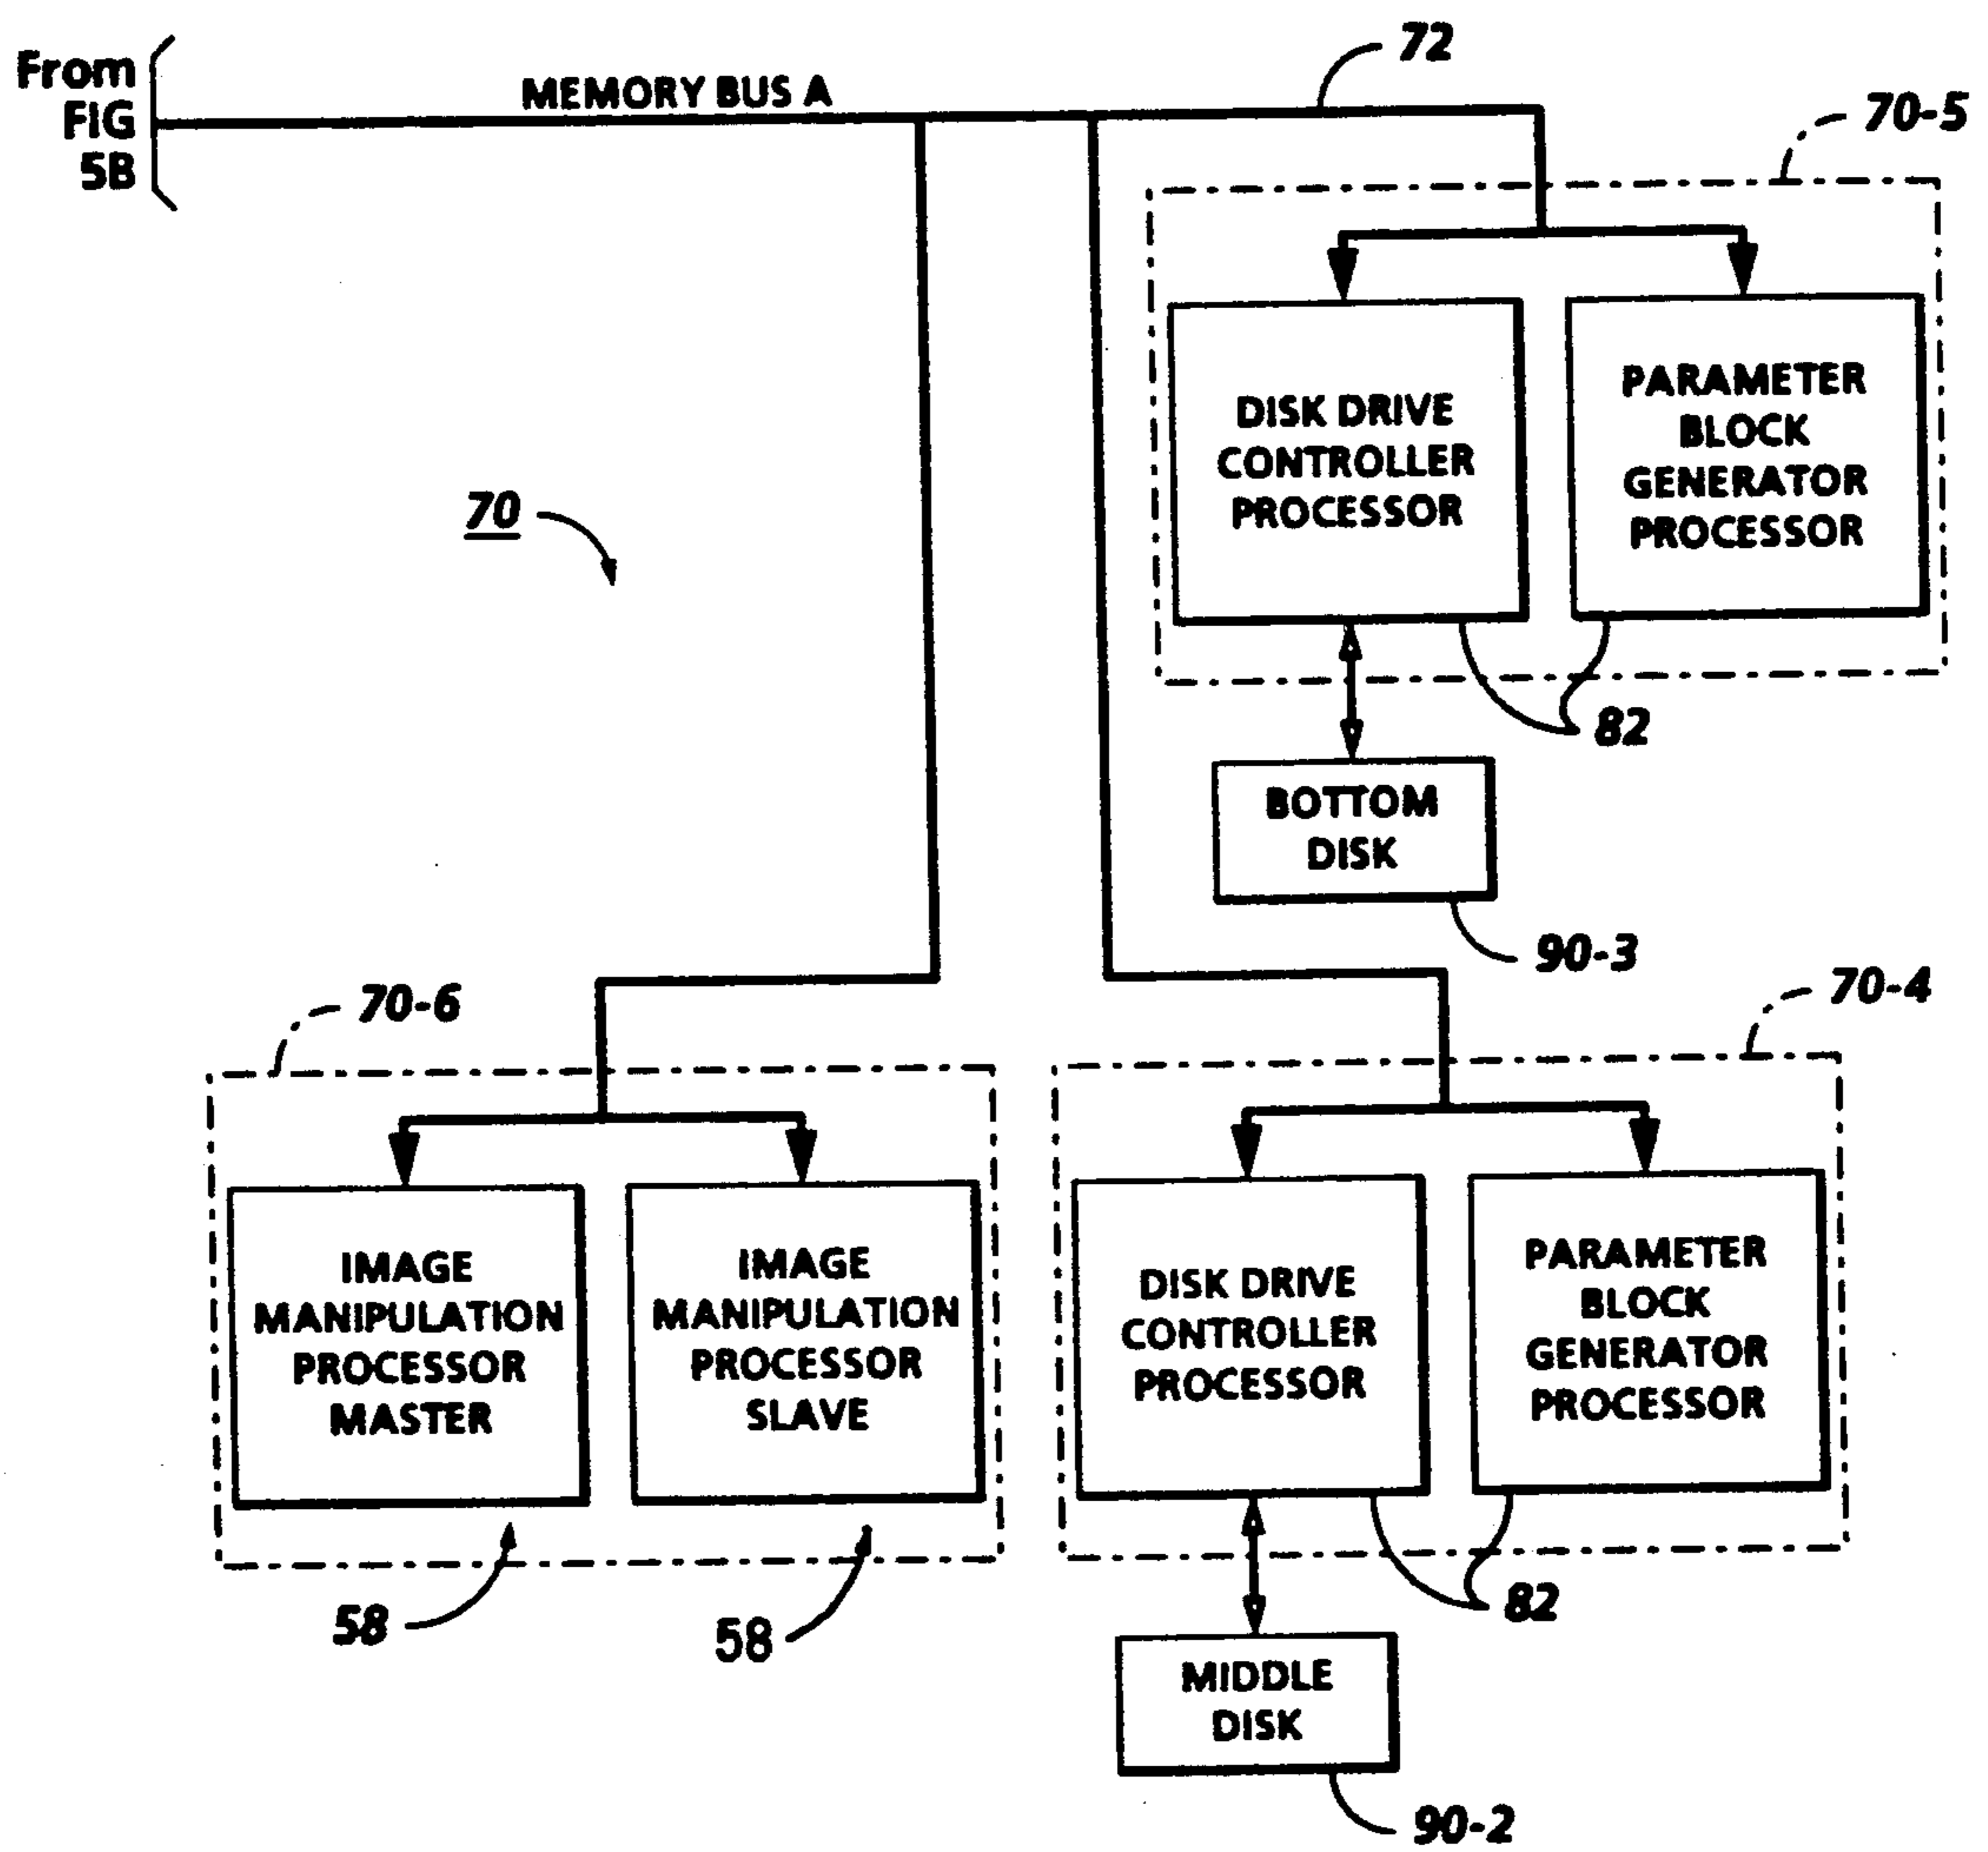 From
FIG
5B
MEMORY BUS A
72
70-5
DISK DRIVE
CONTROLLER
PROCESSOR
PARAMETER
BLOCK
GENERATOR
PROCESSOR
70
82
BOTTOM
DISK
90-3
70-6
70-4
IMAGE
MANIPULATION
PROCESSOR
MASTER
IMAGE
MANIPULATION
PROCESSOR
SLAVE
DISK DRIVE
CONTROLLER
PROCESSOR
PARAMETER
BLOCK
GENERATOR
PROCESSOR
58
58
82
MIDDLE
DISK
90-2